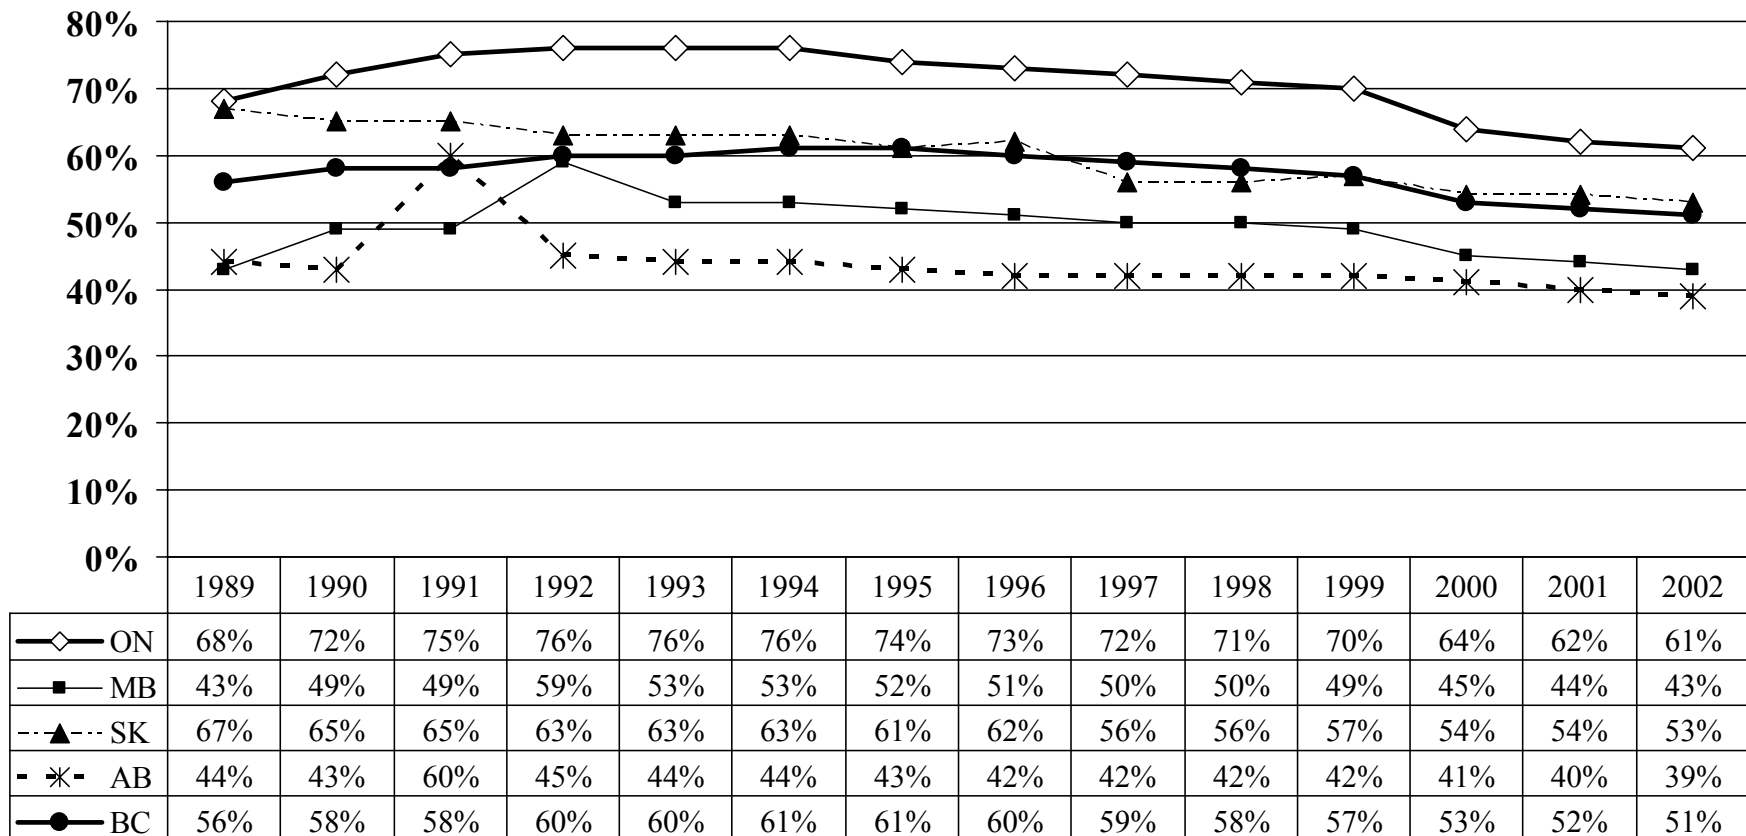 80%
70%
60%
50%
40%
30%
20%
10%
0%
1989 1990 1991 1992 1993 1994 1995 1996 1997 1998 1999 2000 2001 2002
ON 68% 72% 75% 76% 76% 76% 74% 73% 72% 71% 70% 64% 62% 61%
MB 43% 49% 49% 59% 53% 53% 52% 51% 50% 50% 49% 45% 44% 43%
SK 67% 65% 65% 63% 63% 63% 61% 62% 56% 56% 57% 54% 54% 53%
AB 44% 43% 60% 45% 44% 44% 43% 42% 42% 42% 42% 41% 40% 39%
BC 56% 58% 58% 60% 60% 61% 61% 60% 59% 58% 57% 53% 52% 51%